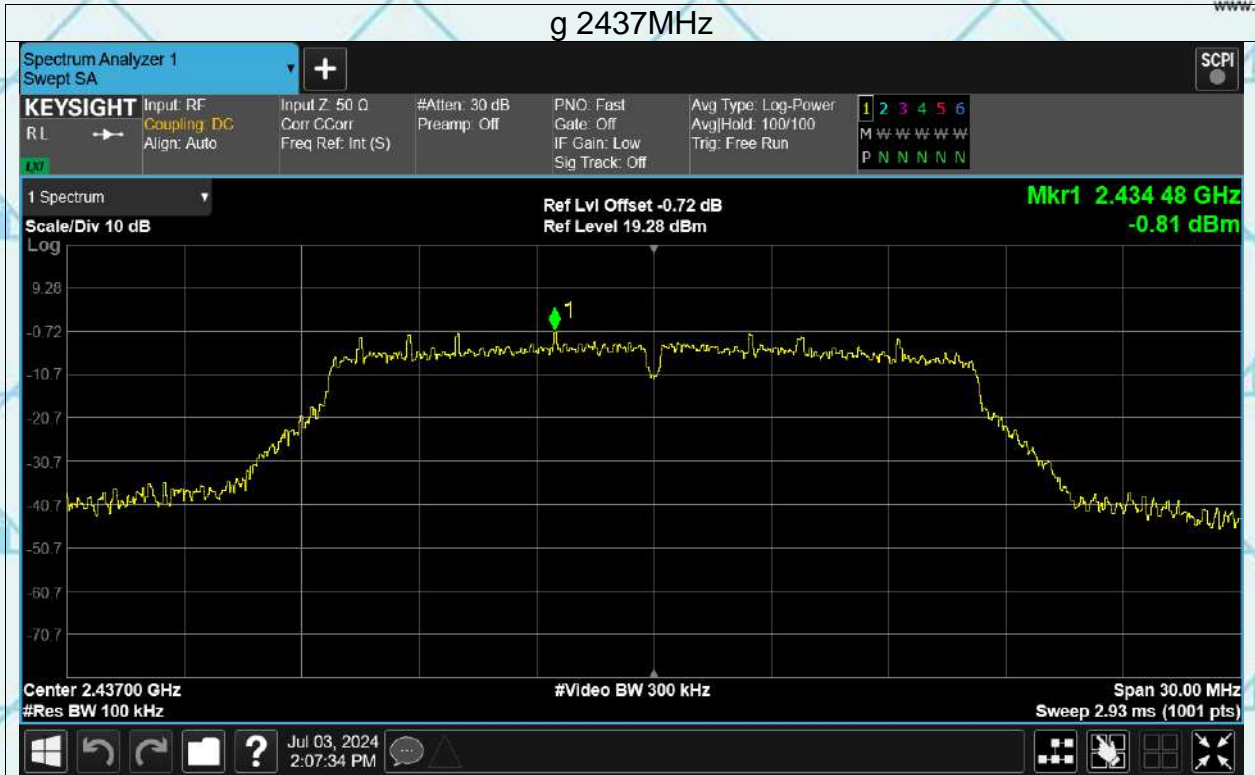 www.
g 2437MHz
Spectrum Analyzer 1
Swept SA
+
SCPI
KEYSIGHT
RL
LXI
Input: RF
Coupling: DC
Align: Auto
Input Z: 50 Ω
Corr CCorr
Freq Ref: Int (S)
#Atten: 30 dB
Preamp: Off
PNO: Fast
Gate: Off
IF Gain: Low
Sig Track: Off
Avg Type: Log-Power
Avg|Hold: 100/100
Trig: Free Run
1 2 3 4 5 6
M W W W W W
P N N N N N
1 Spectrum
Scale/Div 10 dB
Log
Ref Lvl Offset -0.72 dB
Ref Level 19.28 dBm
Mkr1 2.434 48 GHz
-0.81 dBm
9.28
1
-0.72
-10.7
-20.7
-30.7
-40.7
-50.7
-60.7
-70.7
Center 2.43700 GHz
#Res BW 100 kHz
#Video BW 300 kHz
Span 30.00 MHz
Sweep 2.93 ms (1001 pts)
?
Jul 03, 2024
2:07:34 PM